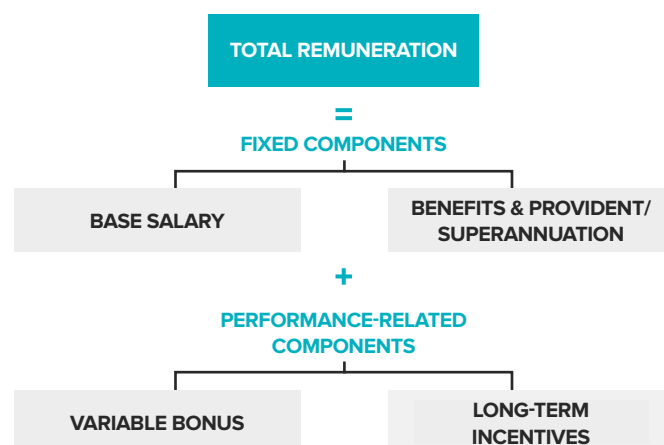 TOTAL REMUNERATION
=
FIXED COMPONENTS
BASE SALARY
BENEFITS & PROVIDENT/
SUPERANNUATION
+
PERFORMANCE-RELATED
COMPONENTS
VARIABLE BONUS
LONG-TERM
INCENTIVES